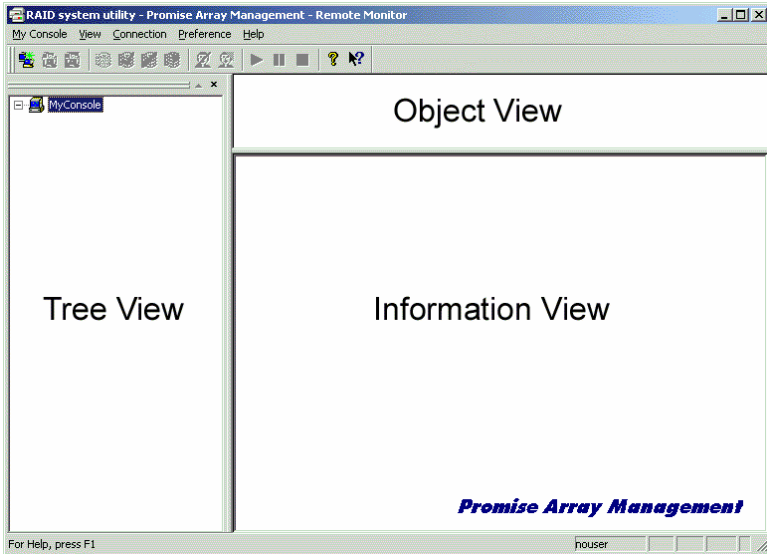 RAID system utility - Promise Array Management - Remote Monitor
My Console View Connection Preference Help
MyConsole
Object View
Tree View
Information View
Promise Array Management
For Help, press F1
nouser